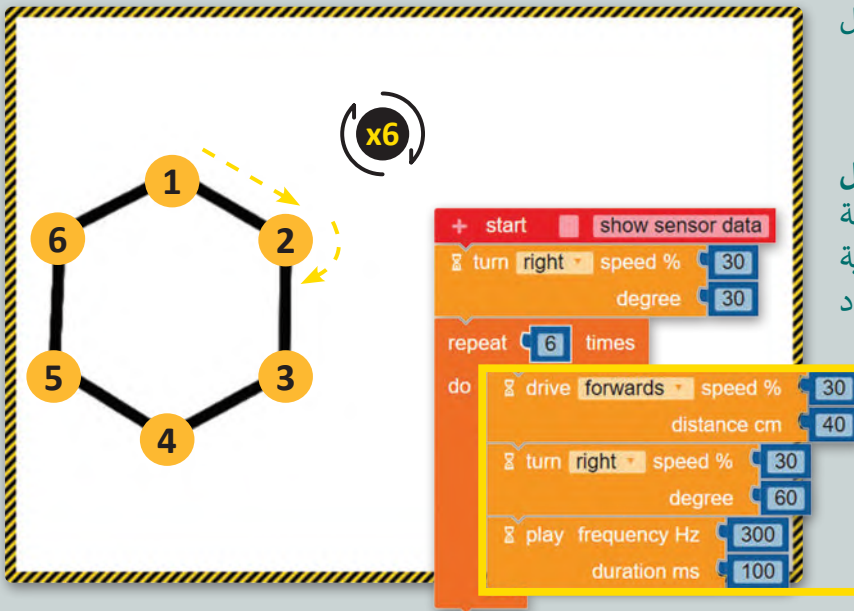 ل
ل
ة
ية
د
x6
1
2
3
4
5
6
+ start show sensor data
turn right speed % 30
degree 30
repeat 6 times
do
drive forwards speed % 30
distance cm 40
turn right speed % 30
degree 60
play frequency Hz 300
duration ms 100